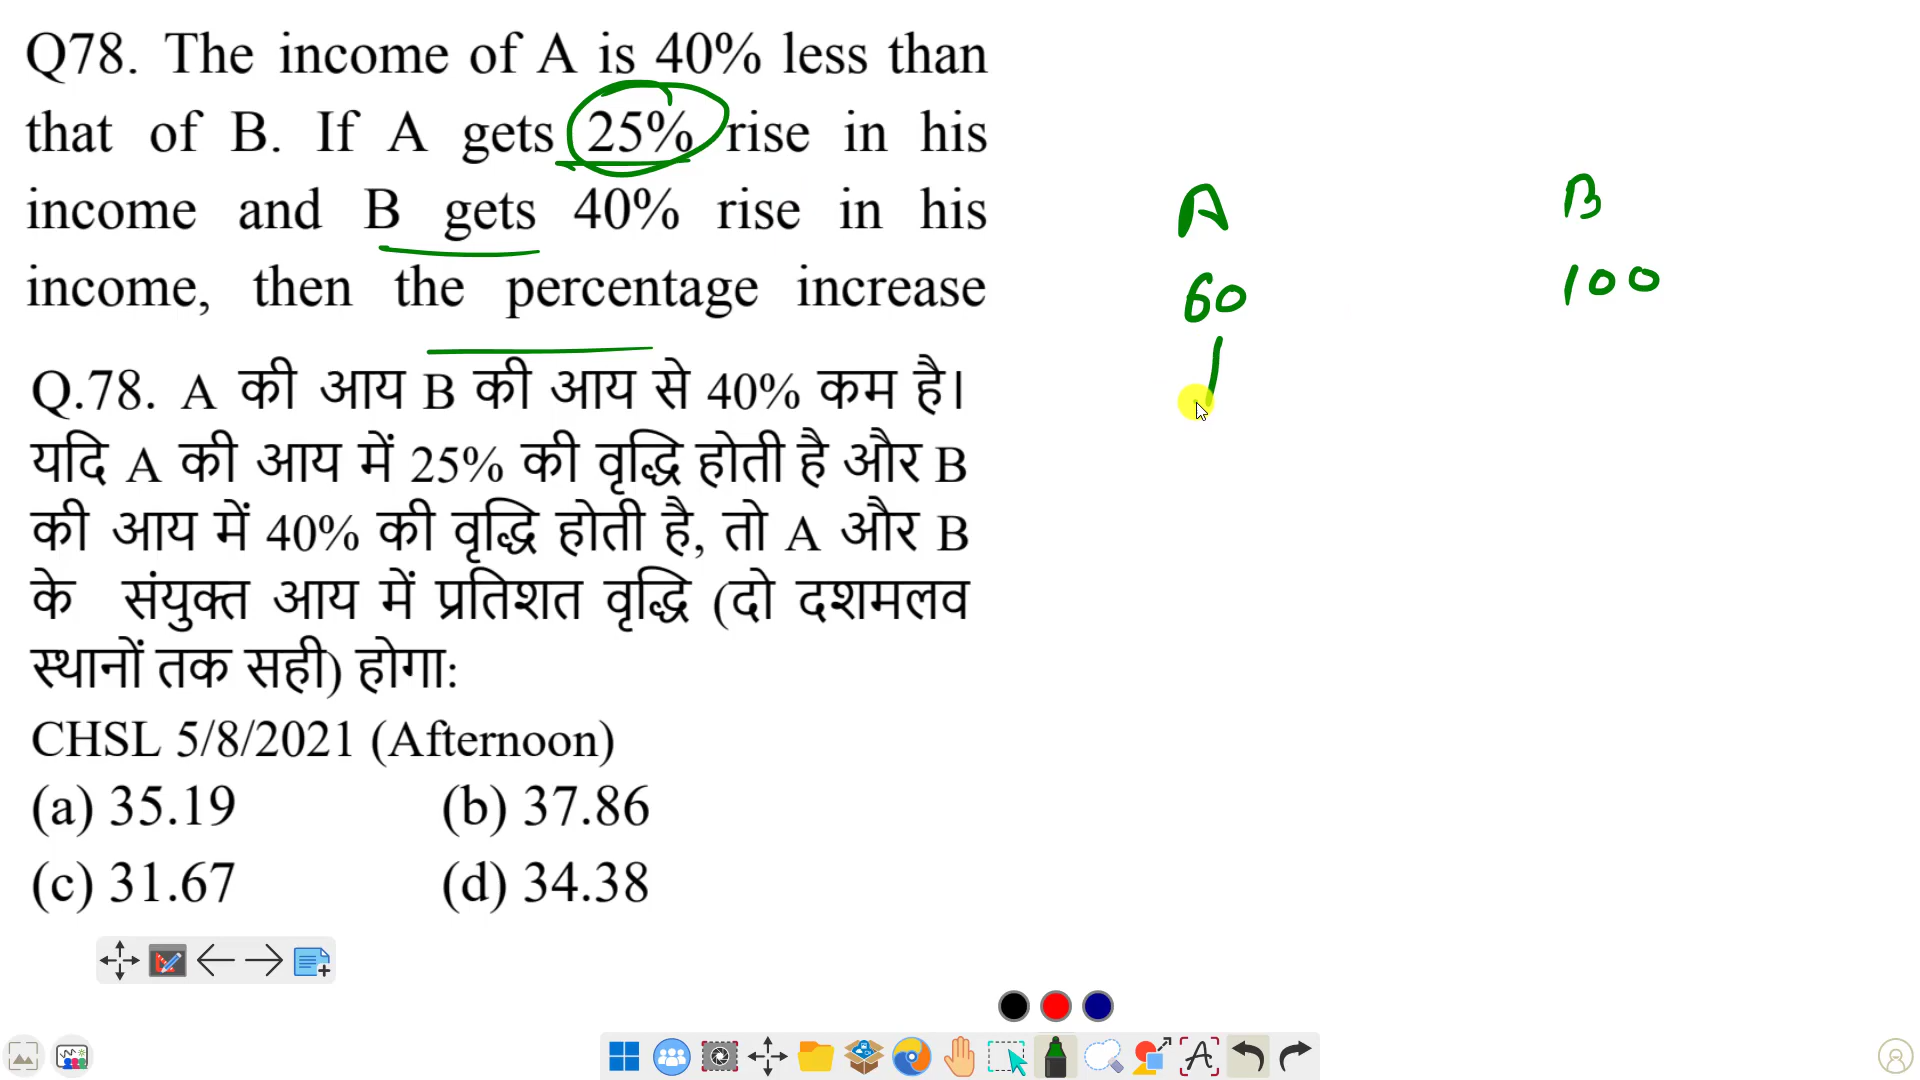 Q78. The income of A is 40% less than
that of B. If A gets 25% rise in his
income and B gets 40% rise in his
income, then the percentage increase
Q.78. A की आय B की आय से 40% कम है।
यदि A की आय में 25% की वृद्धि होती है और B
की आय में 40% की वृद्धि होती है, तो A और B
के संयुक्त आय में प्रतिशत वृद्धि (दो दशमलव
स्थानों तक सही) होगा:
CHSL 5/8/2021 (Afternoon)
(a) 35.19 (b) 37.86
(c) 31.67 (d) 34.38
A B
60 100